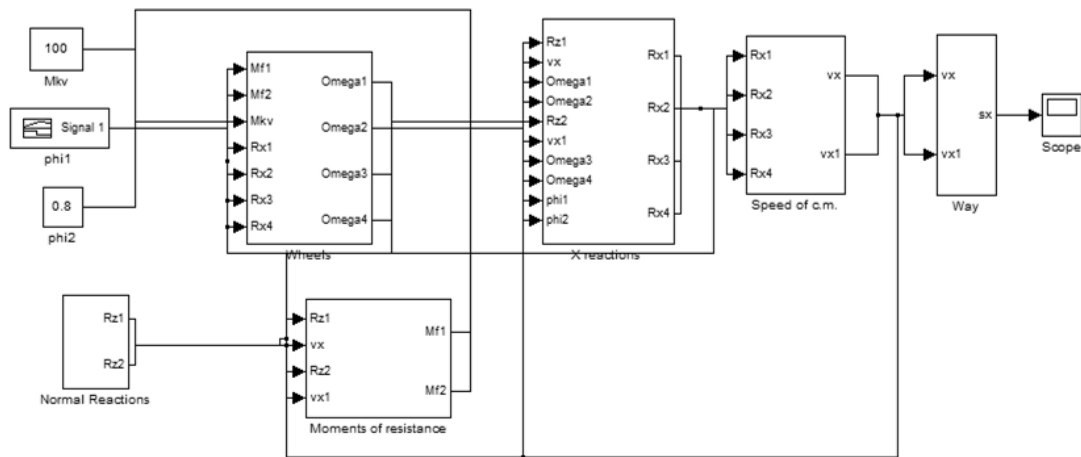 100
Mkv
Signal 1
phi1
0.8
phi2
Mf1
Mf2
Mkv
Rx1
Rx2
Rx3
Rx4
Omega1
Omega2
Omega3
Omega4
Wheels
Rz1
vx
Omega1
Omega2
Rz2
vx1
Omega3
Omega4
phi1
phi2
Rx1
Rx2
Rx3
Rx4
X reactions
Rx1
Rx2
Rx3
Rx4
vx
vx1
Speed of c.m.
vx
vx1
sx
Way
Scope
Rz1
Rz2
Normal Reactions
Rz1
vx
Rz2
vx1
Mf1
Mf2
Moments of resistance